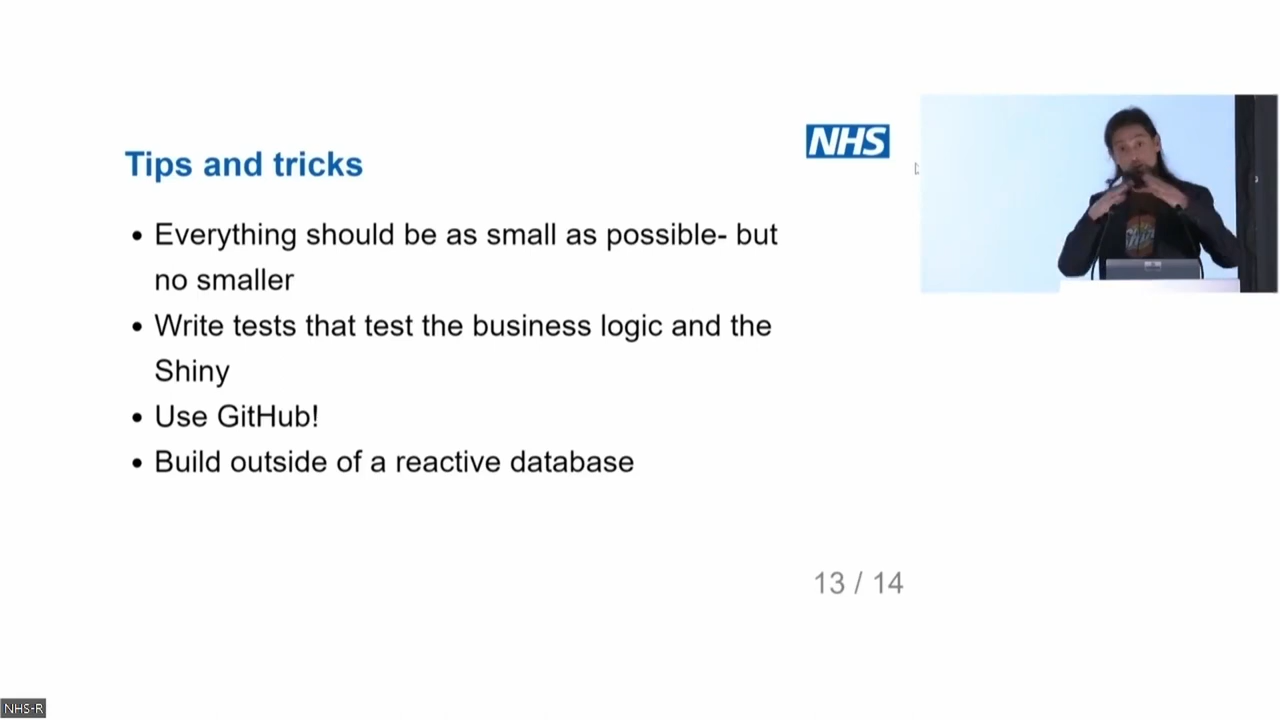 Tips and tricks
NHS
Everything should be as small as possible- but
no smaller
Write tests that test the business logic and the
Shiny
Use GitHub!
Build outside of a reactive database
13 / 14
NHS-R